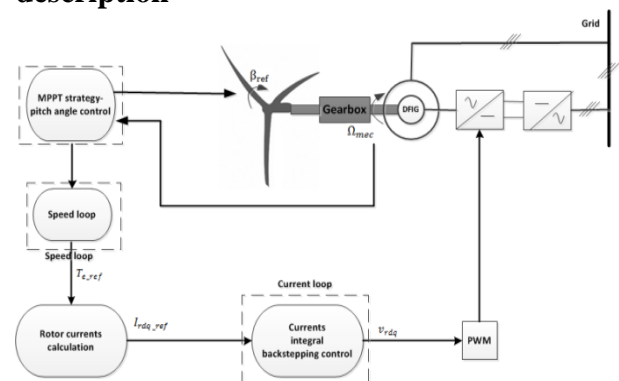 description
Grid
MPPT strategy-
pitch angle control
β_ref
Gearbox
DFIG
Ω_mec
Speed loop
Speed loop
T_e_ref
Current loop
Rotor currents
calculation
I_rdq_ref
Currents
integral
backstepping control
v_rdq
PWM